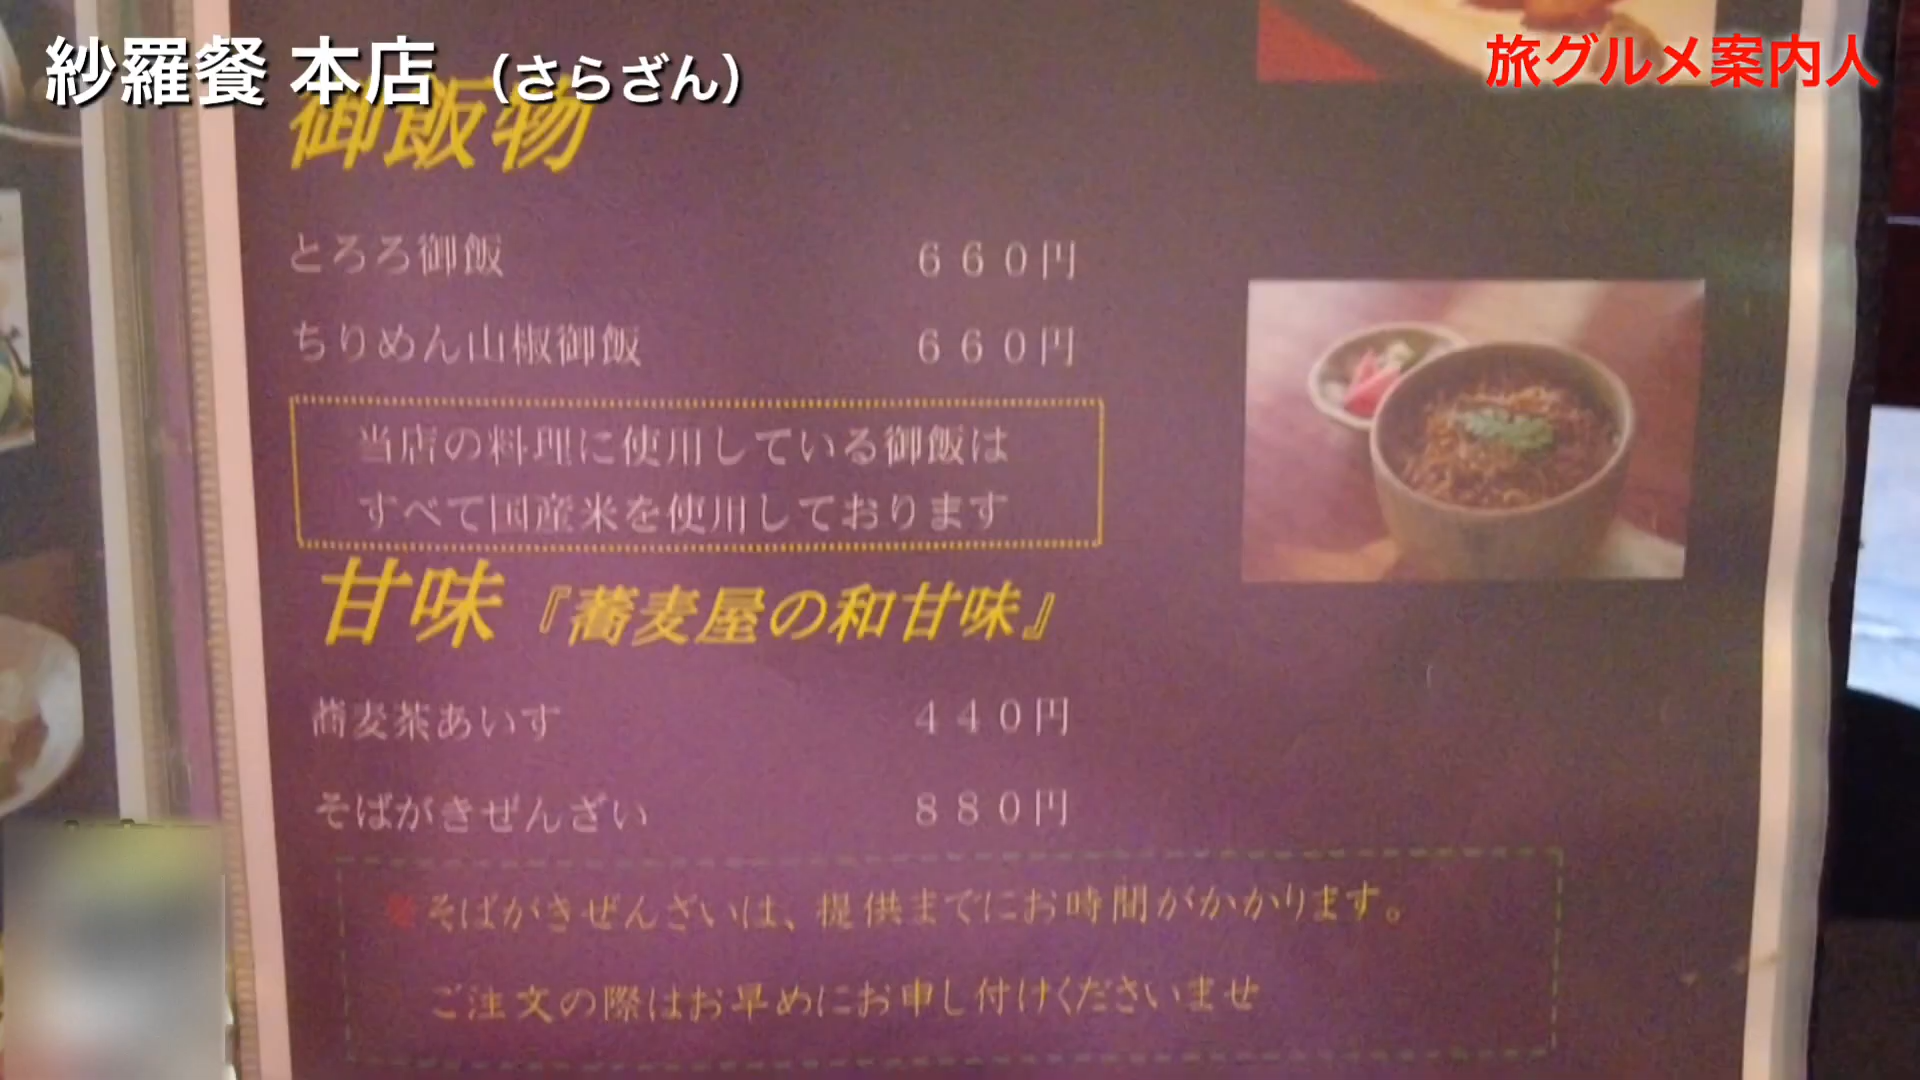 紗羅餐 本店 （さらざん）
旅グルメ案内人
御飯物
とろろ御飯 ６６０円
ちりめん山椒御飯 ６６０円
当店の料理に使用している御飯は
すべて国産米を使用しております
甘味『蕎麦屋の和甘味』
蕎麦茶あいす ４４０円
そばがきぜんざい ８８０円
※そばがきぜんざいは、提供までにお時間がかかります。
ご注文の際はお早めにお申し付けくださいませ